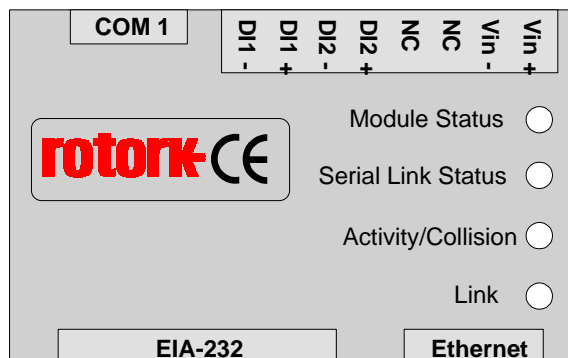 COM 1
DI1 - DI1 + DI2 - DI2 + NC NC Vin - Vin +
Module Status
rotork CE
Serial Link Status
Activity/Collision
Link
EIA-232 Ethernet